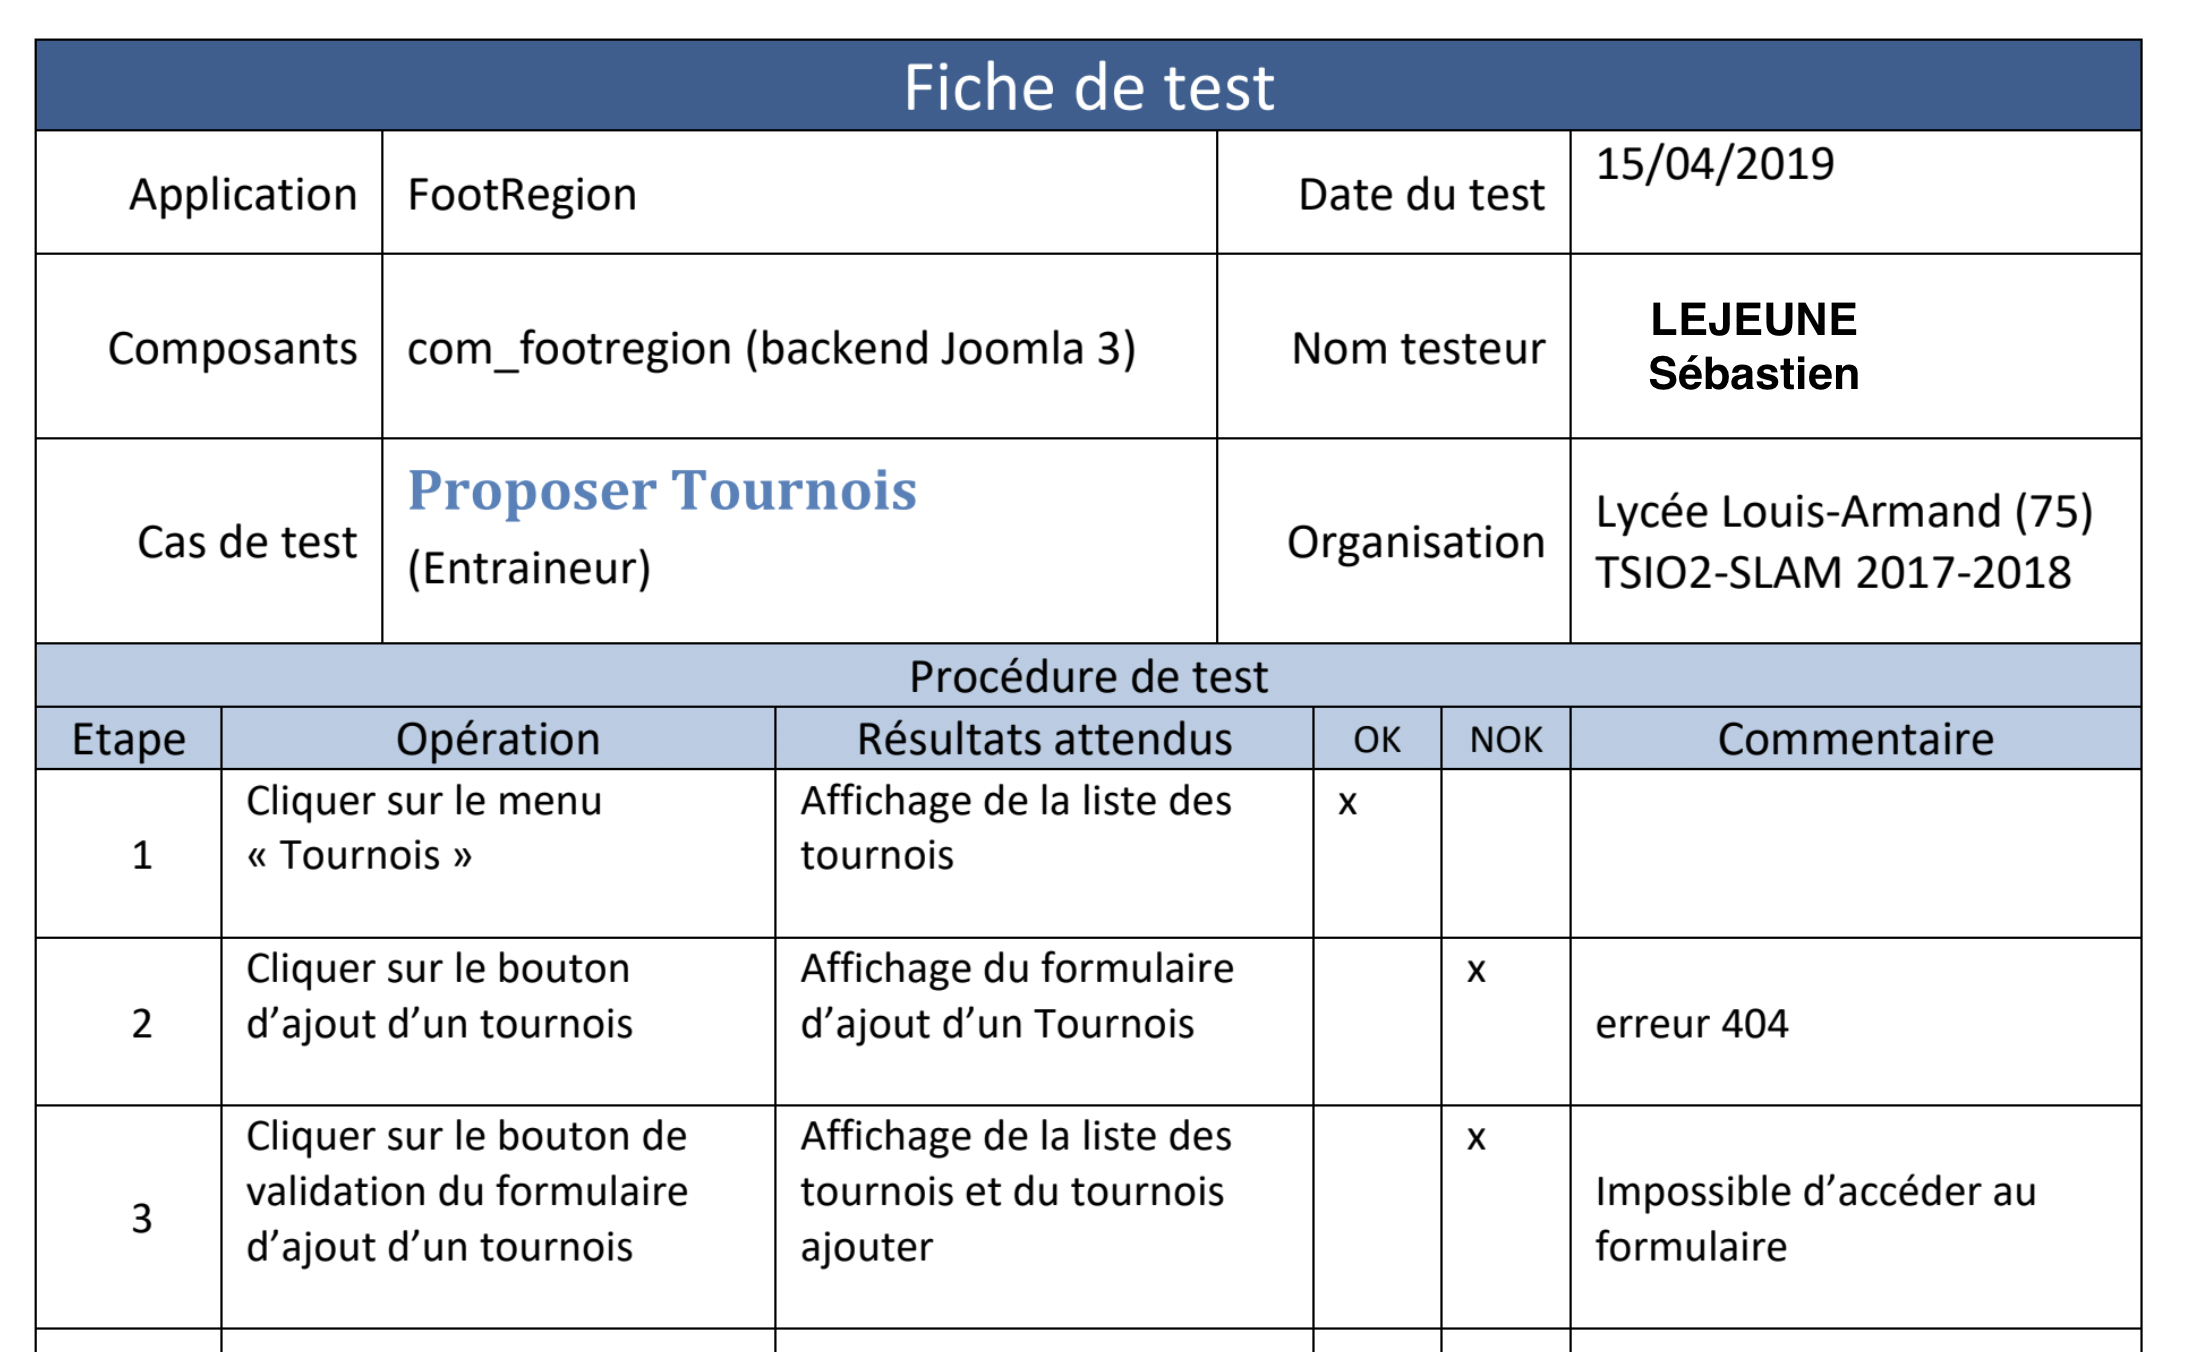 Fiche de test
Application
FootRegion
Date du test
15/04/2019
Composants
com_footregion (backend Joomla 3)
Nom testeur
LEJEUNE
Sébastien
Cas de test
Proposer Tournois
(Entraineur)
Organisation
Lycée Louis-Armand (75)
TSIO2-SLAM 2017-2018
Procédure de test
Etape
Opération
Résultats attendus
OK
NOK
Commentaire
1
Cliquer sur le menu
« Tournois »
Affichage de la liste des
tournois
x
2
Cliquer sur le bouton
d’ajout d’un tournois
Affichage du formulaire
d’ajout d’un Tournois
x
erreur 404
3
Cliquer sur le bouton de
validation du formulaire
d’ajout d’un tournois
Affichage de la liste des
tournois et du tournois
ajouter
x
Impossible d’accéder au
formulaire